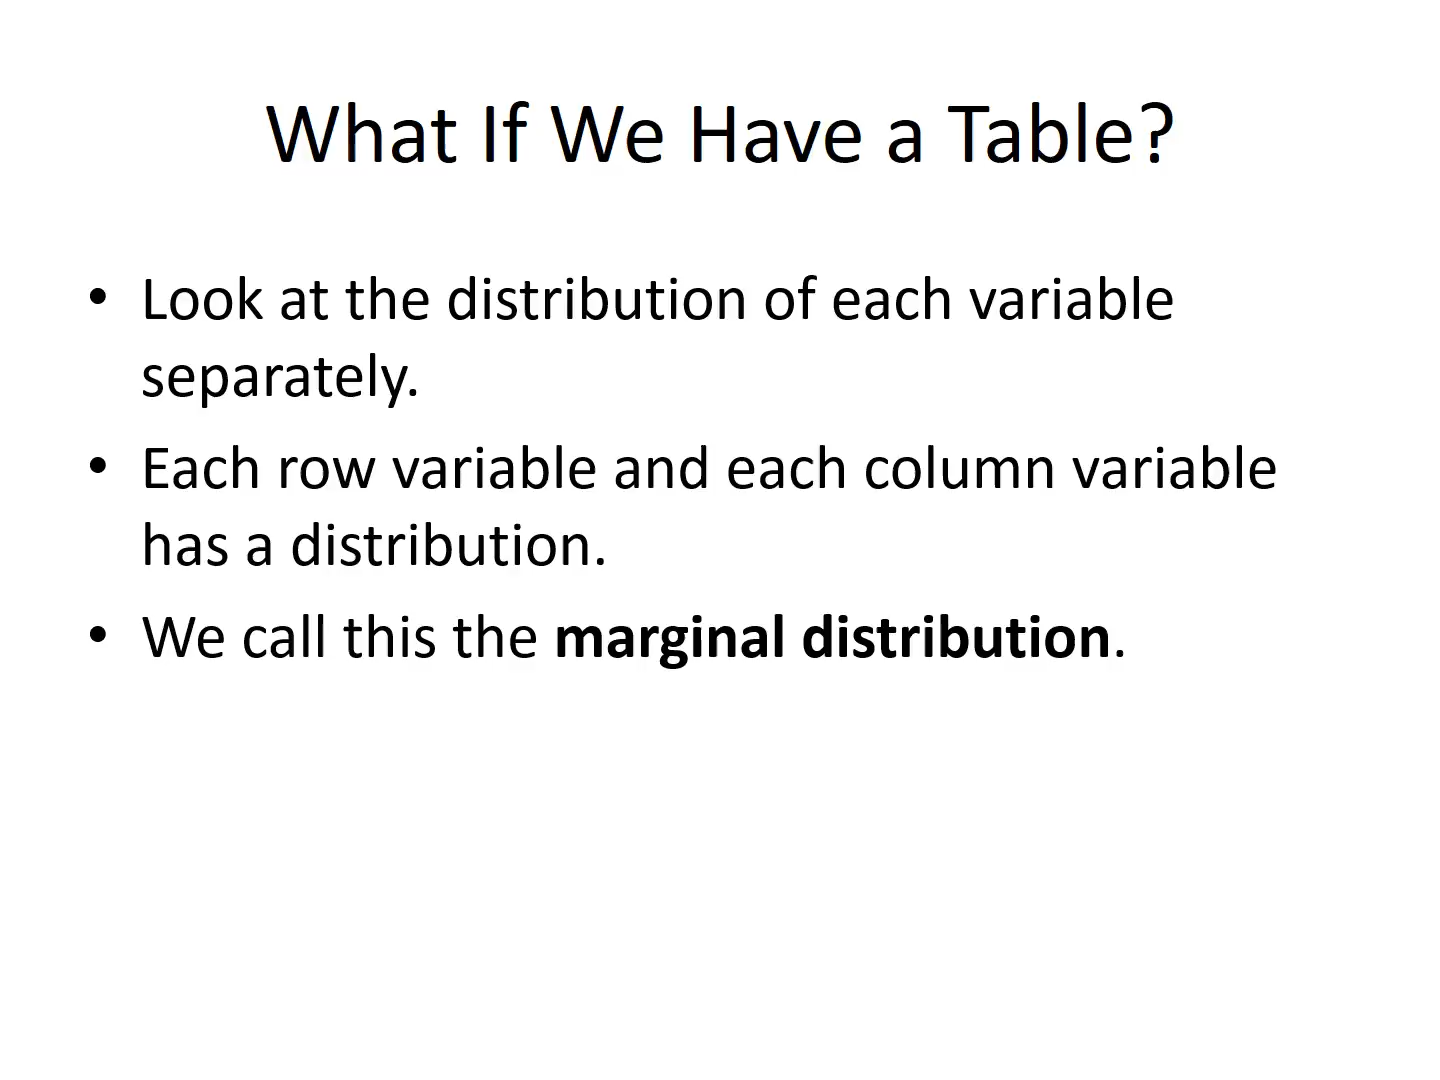 What If We Have a Table?
• Look at the distribution of each variable
separately.
• Each row variable and each column variable
has a distribution.
• We call this the marginal distribution.